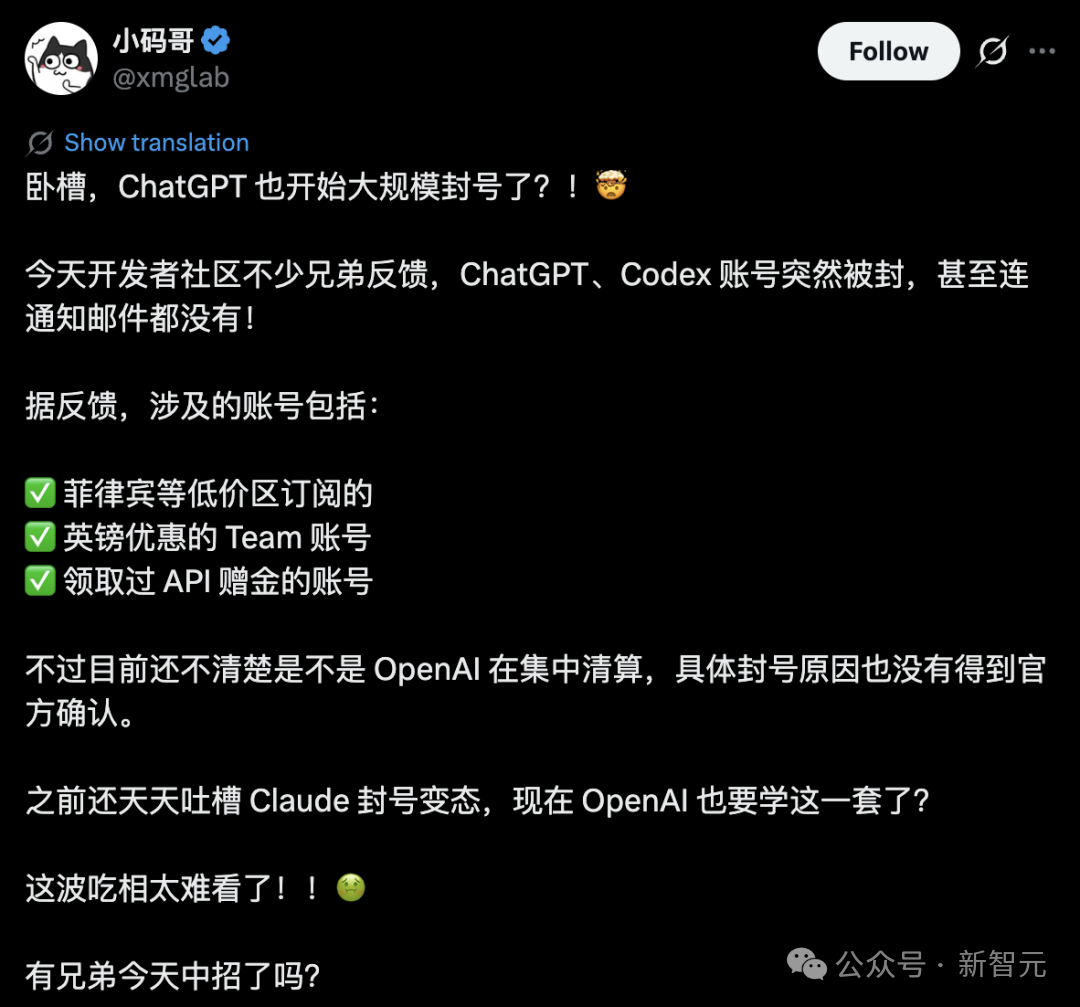 小码哥
@xmglab
Follow
Show translation
卧槽，ChatGPT 也开始大规模封号了？！🤯
今天开发者社区不少兄弟反馈，ChatGPT、Codex 账号突然被封，甚至连
通知邮件都没有！
据反馈，涉及的账号包括：
✅ 菲律宾等低价区订阅的
✅ 英镑优惠的 Team 账号
✅ 领取过 API 赠金的账号
不过目前还不清楚是不是 OpenAI 在集中清算，具体封号原因也没有得到官
方确认。
之前还天天吐槽 Claude 封号变态，现在 OpenAI 也要学这一套了？
这波吃相太难看了！！🤢
有兄弟今天中招了吗？
公众号 · 新智元